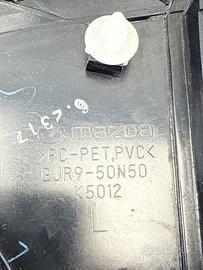 mazda
>PC-PET,PVC<
GJR9-50N50
K5012
L